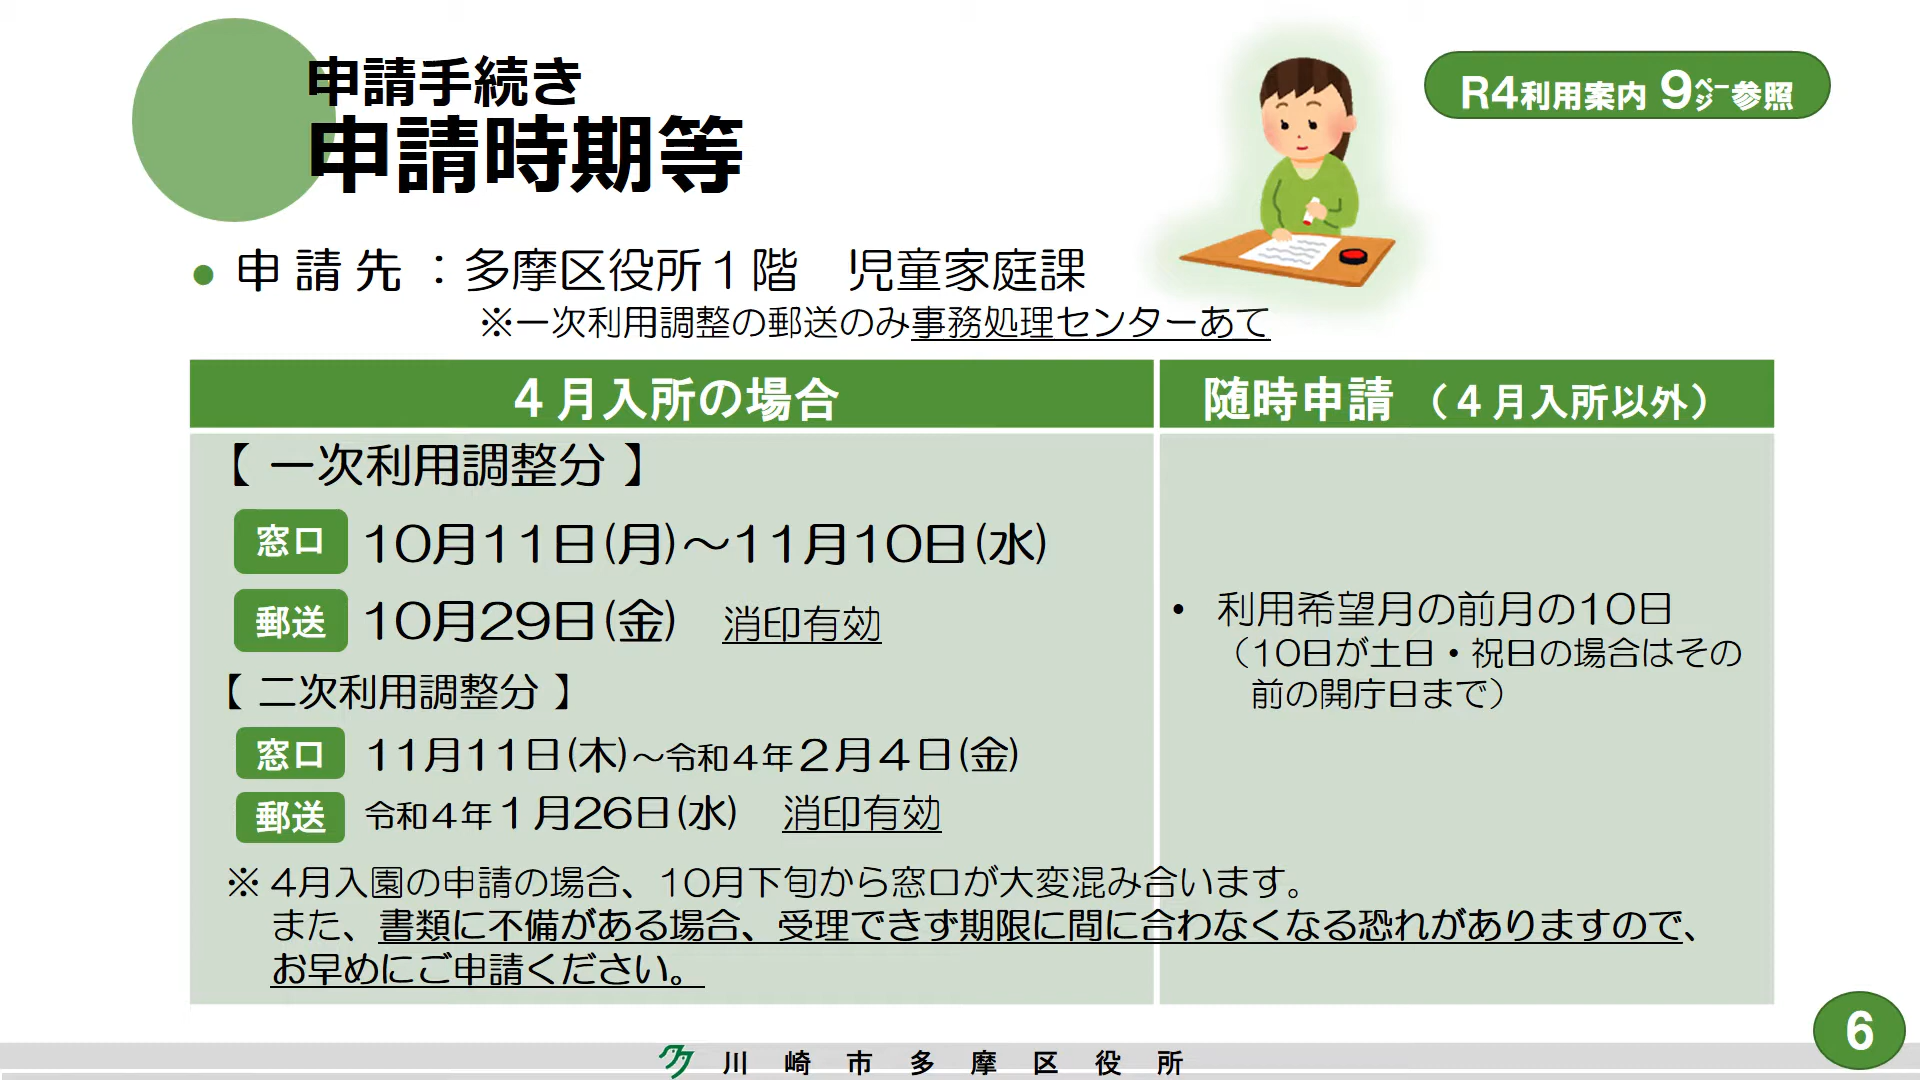 申請手続き
申請時期等
R4利用案内 9ページ参照
● 申請先：多摩区役所１階　児童家庭課
※一次利用調整の郵送のみ事務処理センターあて
４月入所の場合
【 一次利用調整分 】
窓口 10月11日(月)～11月10日(水)
郵送 10月29日(金)　消印有効
【 二次利用調整分 】
窓口 11月11日(木)～令和４年２月４日(金)
郵送 令和４年１月26日(水)　消印有効
随時申請（４月入所以外）
• 利用希望月の前月の10日
（10日が土日・祝日の場合はその
前の開庁日まで）
※ 4月入園の申請の場合、10月下旬から窓口が大変混み合います。
また、書類に不備がある場合、受理できず期限に間に合わなくなる恐れがありますので、
お早めにご申請ください。
川崎市多摩区役所
6